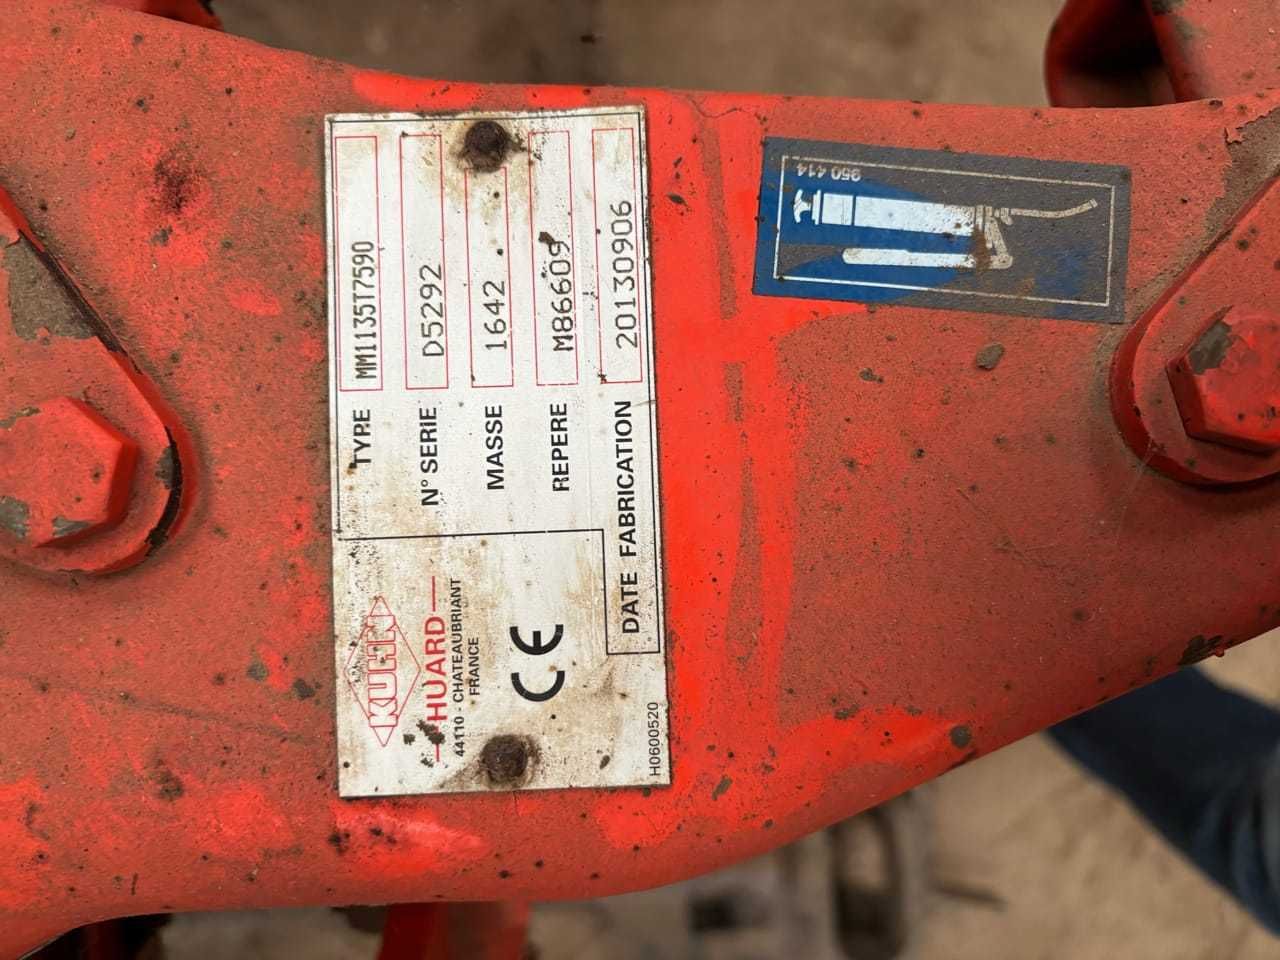 TYPE MM1135T7590
N° SERIE D5292
MASSE 1642
REPERE M86609
DATE FABRICATION 20130906
KUHN
HUARD
44110 - CHATEAUBRIANT
FRANCE
CE
H0600520
950 414